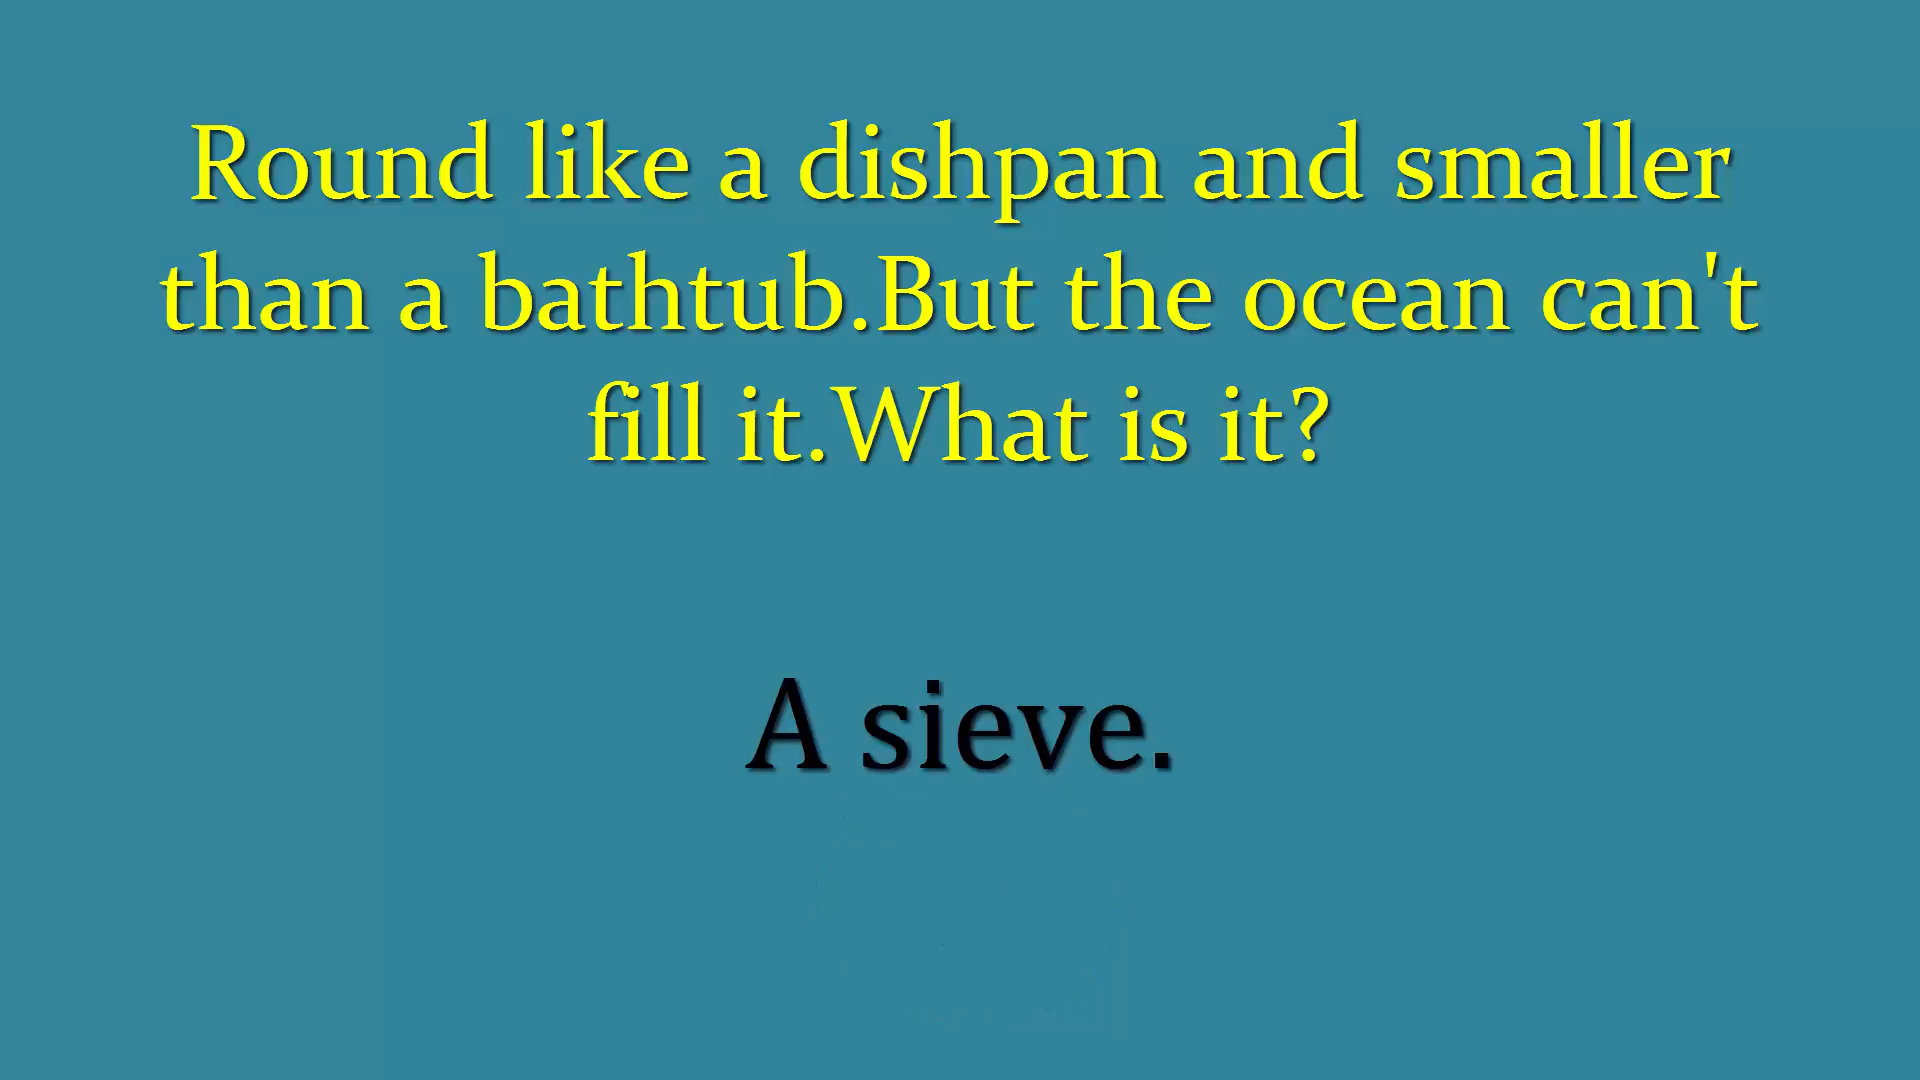 Round like a dishpan and smaller
than a bathtub.But the ocean can't
fill it.What is it?
A sieve.